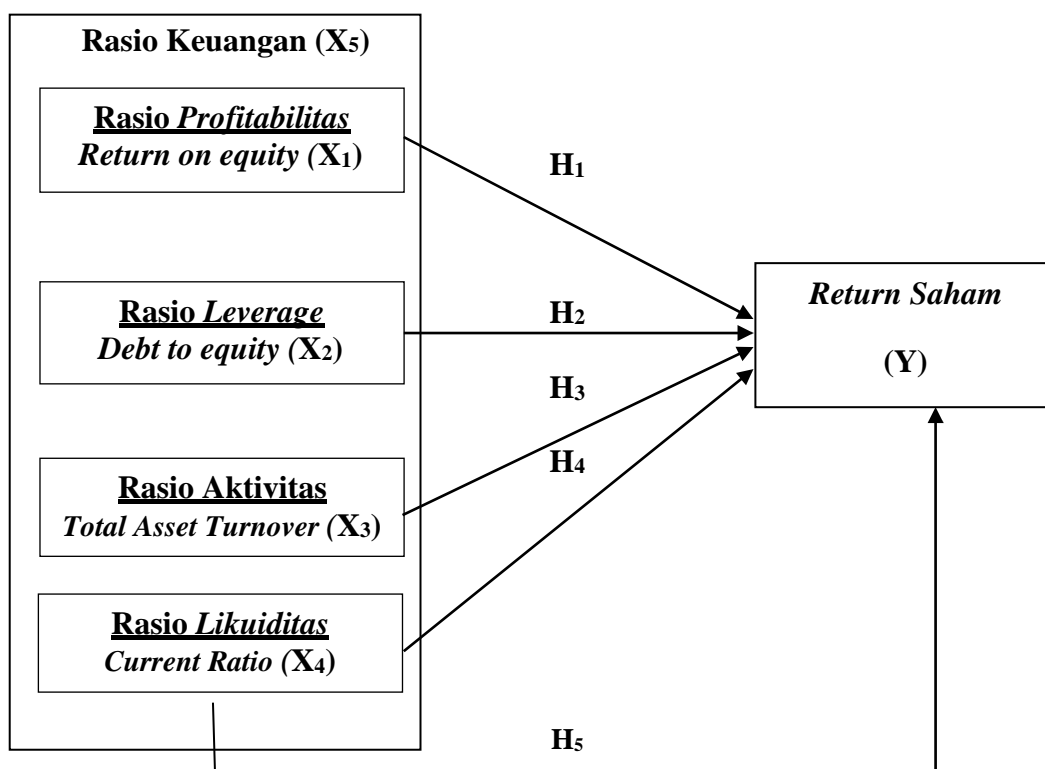 Rasio Keuangan (X5)
Rasio Profitabilitas
Return on equity (X1)
Rasio Leverage
Debt to equity (X2)
Rasio Aktivitas
Total Asset Turnover (X3)
Rasio Likuiditas
Current Ratio (X4)
H1
H2
H3
H4
H5
Return Saham
(Y)